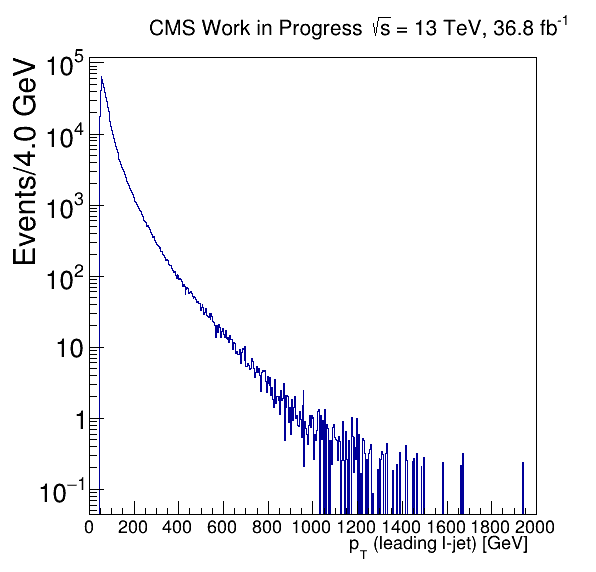 CMS Work in Progress √s = 13 TeV, 36.8 fb⁻¹
Events/4.0 GeV
10⁵
10⁴
10³
10²
10
1
10⁻¹
0 200 400 600 800 1000 1200 1400 1600 1800 2000
p_T (leading l-jet) [GeV]